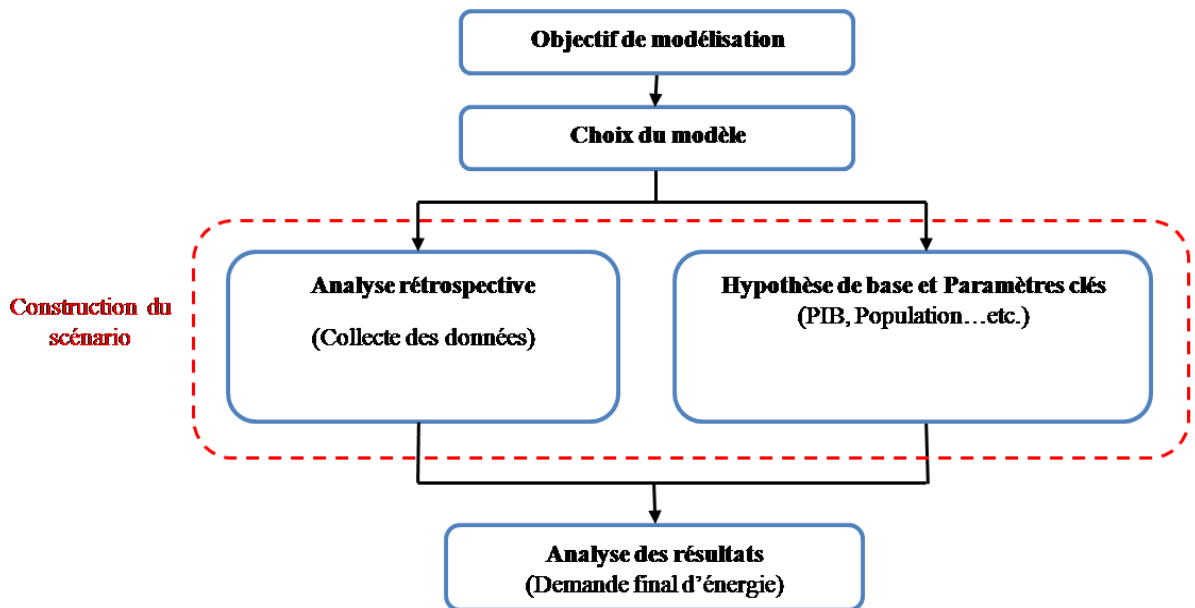 Objectif de modélisation
Choix du modèle
Construction du
scénario
Analyse rétrospective
(Collecte des données)
Hypothèse de base et Paramètres clés
(PIB, Population…etc.)
Analyse des résultats
(Demande final d’énergie)